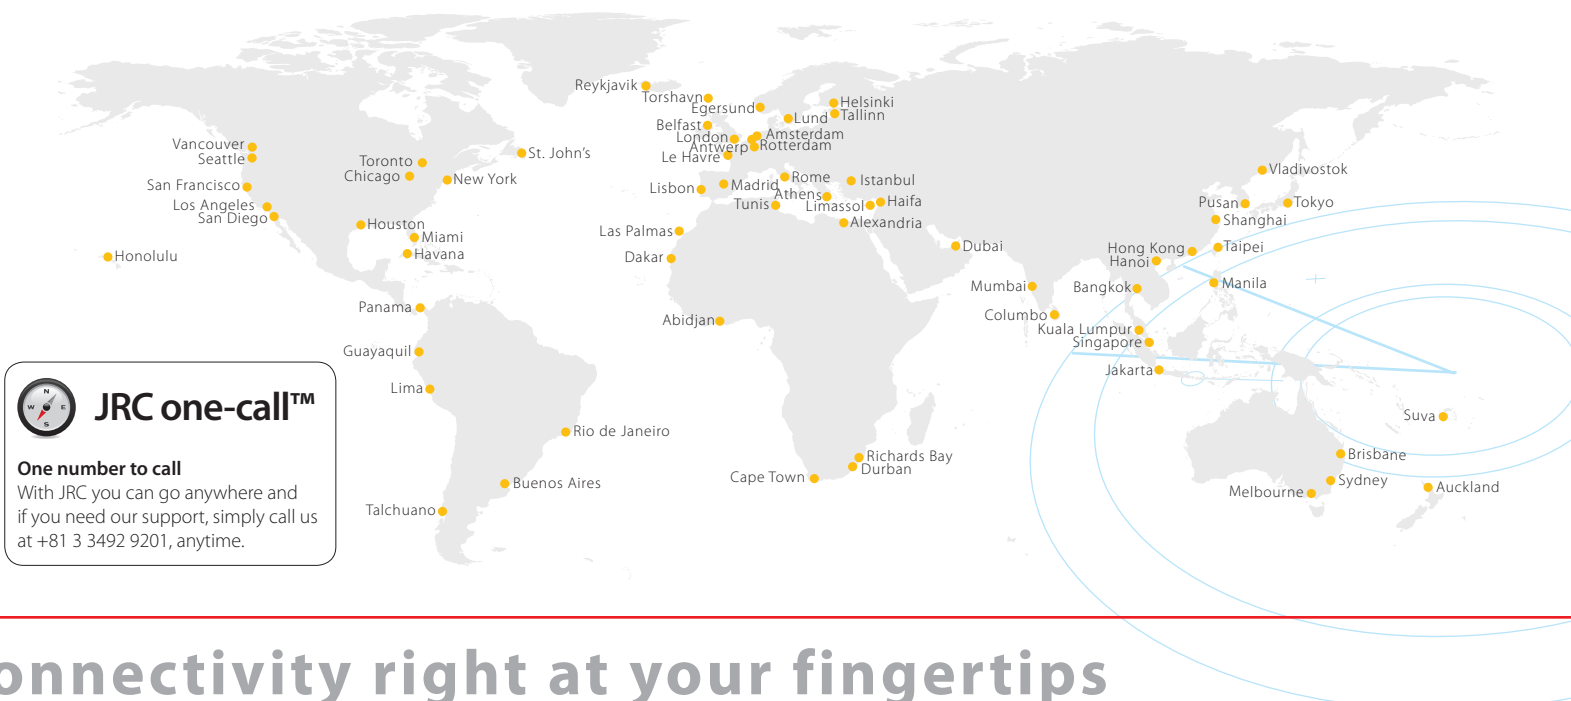 Reykjavik
Torshavn
Egersund
Helsinki
Tallinn
Lund
Belfast
London
Amsterdam
Antwerp
Rotterdam
Le Havre
Vancouver
Seattle
Toronto
Chicago
St. John's
New York
San Francisco
Los Angeles
San Diego
Houston
Miami
Havana
Honolulu
Lisbon
Madrid
Rome
Athens
Istanbul
Tunis
Limassol
Haifa
Alexandria
Las Palmas
Dakar
Dubai
Vladivostok
Pusan
Tokyo
Shanghai
Hong Kong
Taipei
Hanoi
Mumbai
Bangkok
Manila
Columbo
Kuala Lumpur
Singapore
Jakarta
Panama
Abidjan
Guayaquil
Lima
Rio de Janeiro
Buenos Aires
Talchuano
Richards Bay
Durban
Cape Town
Suva
Brisbane
Sydney
Melbourne
Auckland
N
W E
S
JRC one-call™
One number to call
With JRC you can go anywhere and
if you need our support, simply call us
at +81 3 3492 9201, anytime.
onnectivity right at your fingertips